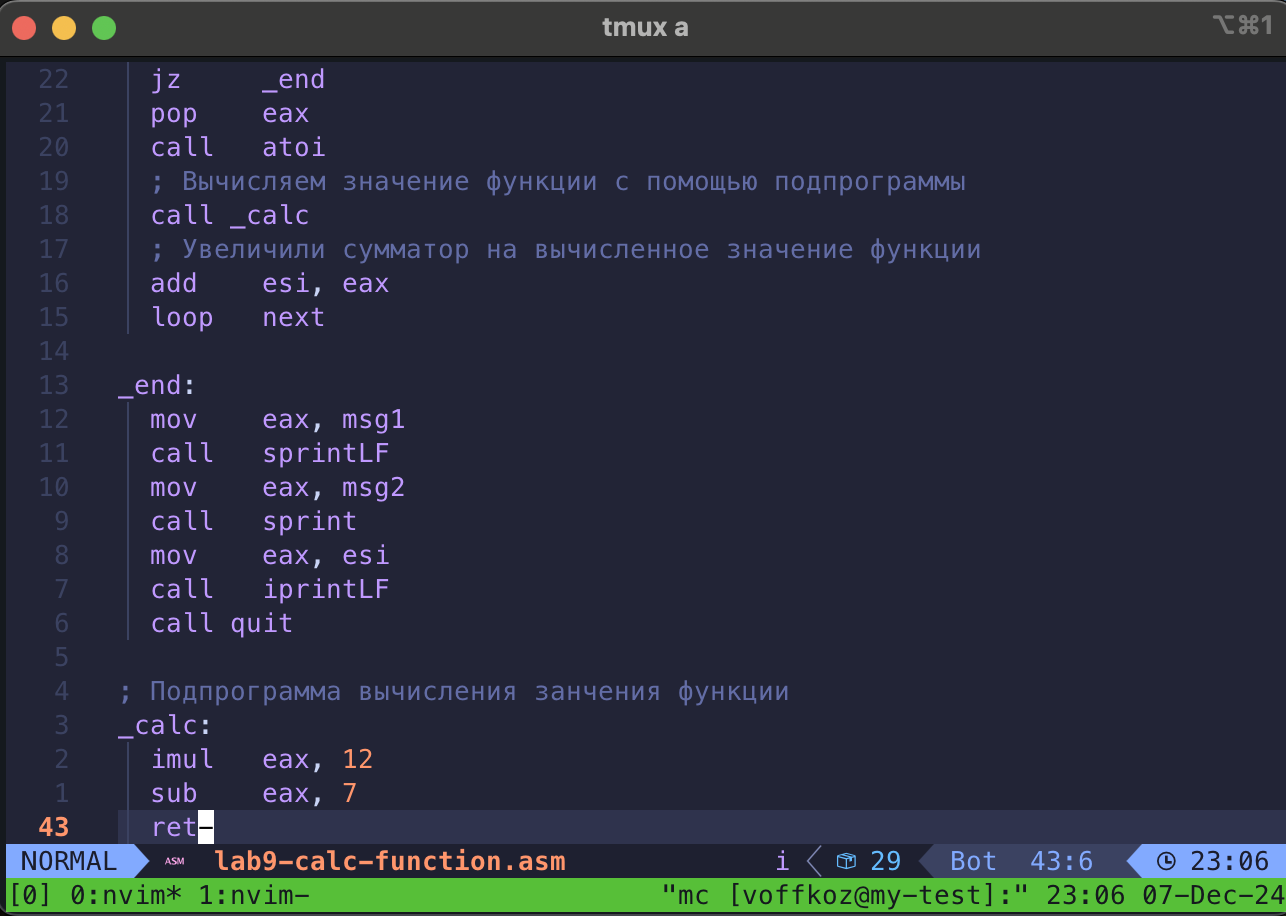 tmux a ⌥⌘1
22 jz _end
21 pop eax
20 call atoi
19 ; Вычисляем значение функции с помощью подпрограммы
18 call _calc
17 ; Увеличили сумматор на вычисленное значение функции
16 add esi, eax
15 loop next
14
13 _end:
12 mov eax, msg1
11 call sprintLF
10 mov eax, msg2
9 call sprint
8 mov eax, esi
7 call iprintLF
6 call quit
5
4 ; Подпрограмма вычисления занчения функции
3 _calc:
2 imul eax, 12
1 sub eax, 7
43 ret-
NORMAL ASM lab9-calc-function.asm i 29 Bot 43:6 23:06
[0] 0:nvim* 1:nvim- "mc [voffkoz@my-test]:" 23:06 07-Dec-24